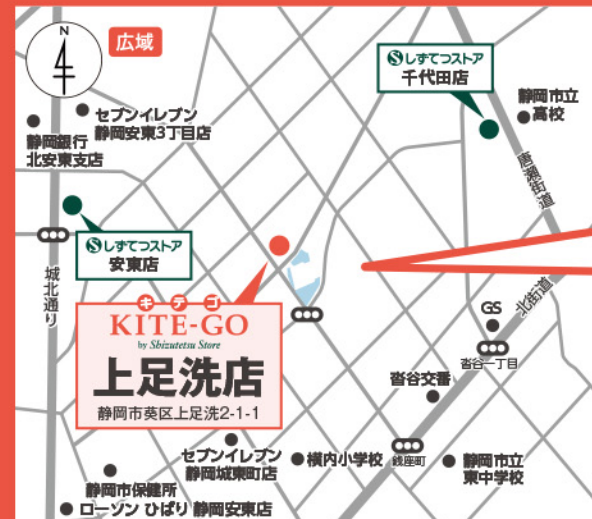 N
広域
しずてつストア
千代田店
静岡市立
高校
セブンイレブン
静岡安東3丁目店
静岡銀行
北安東支店
唐瀬街道
しずてつストア
安東店
城北通り
キテゴ
KITE-GO
by Shizutetsu Store
上足洗店
静岡市葵区上足洗2-1-1
北街道
GS
沓谷一丁目
沓谷交番
セブンイレブン
静岡城東町店
横内小学校
銭座町
静岡市立
東中学校
静岡市保健所
ローソン ひばり 静岡安東店